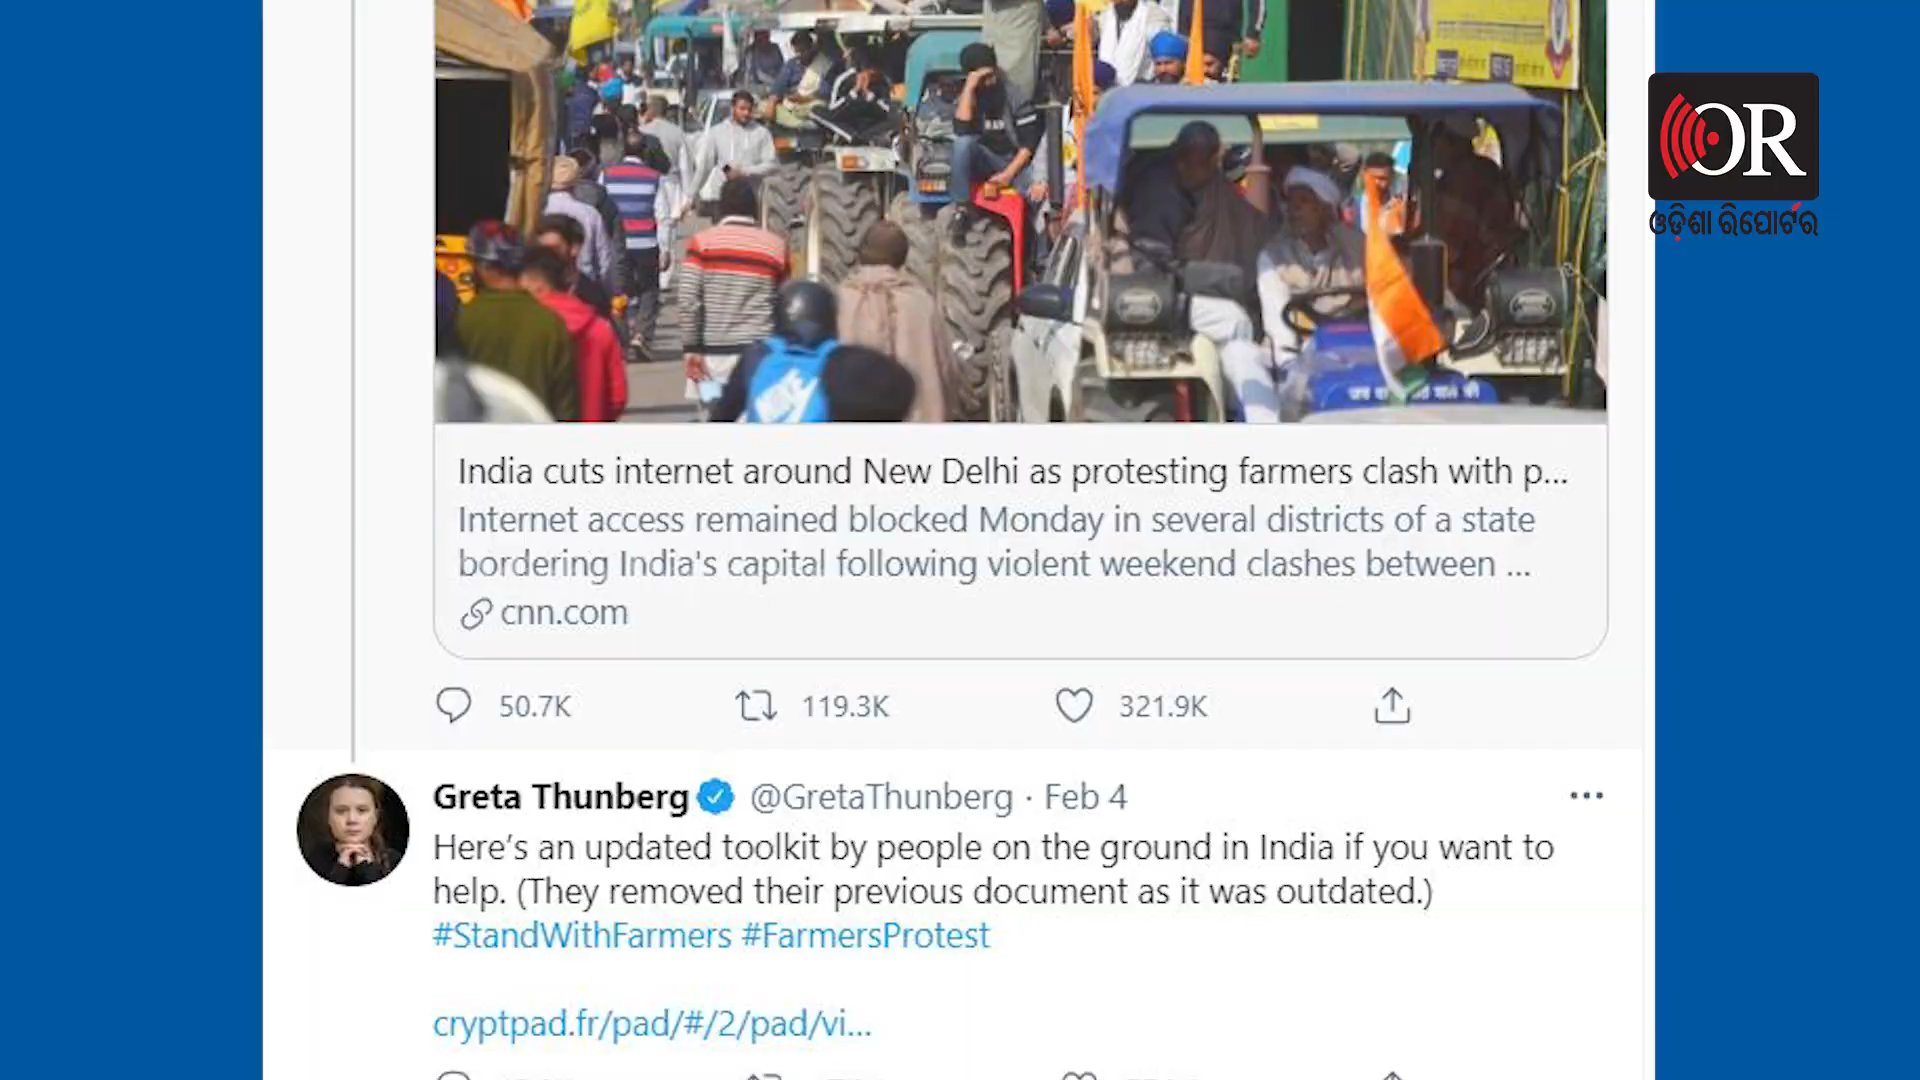 OR
ଓଡ଼ିଶା ରିପୋର୍ଟର
NIKE
India cuts internet around New Delhi as protesting farmers clash with p...
Internet access remained blocked Monday in several districts of a state
bordering India's capital following violent weekend clashes between ...
cnn.com
50.7K 119.3K 321.9K
Greta Thunberg @GretaThunberg · Feb 4
Here’s an updated toolkit by people on the ground in India if you want to
help. (They removed their previous document as it was outdated.)
#StandWithFarmers #FarmersProtest
cryptpad.fr/pad/#/2/pad/vi...